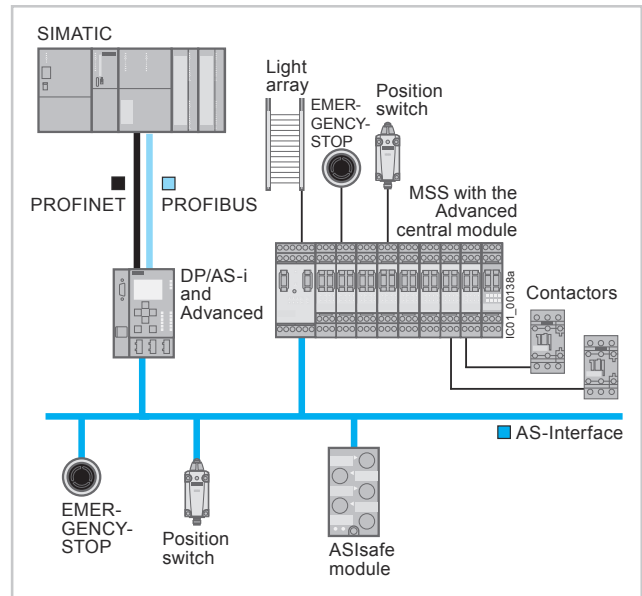 SIMATIC
Light
array
EMER-
GENCY-
STOP
Position
switch
PROFINET
PROFIBUS
MSS with the
Advanced
central module
DP/AS-i
and
Advanced
IC01_00138a
Contactors
AS-Interface
EMER-
GENCY-
STOP
Position
switch
ASIsafe
module